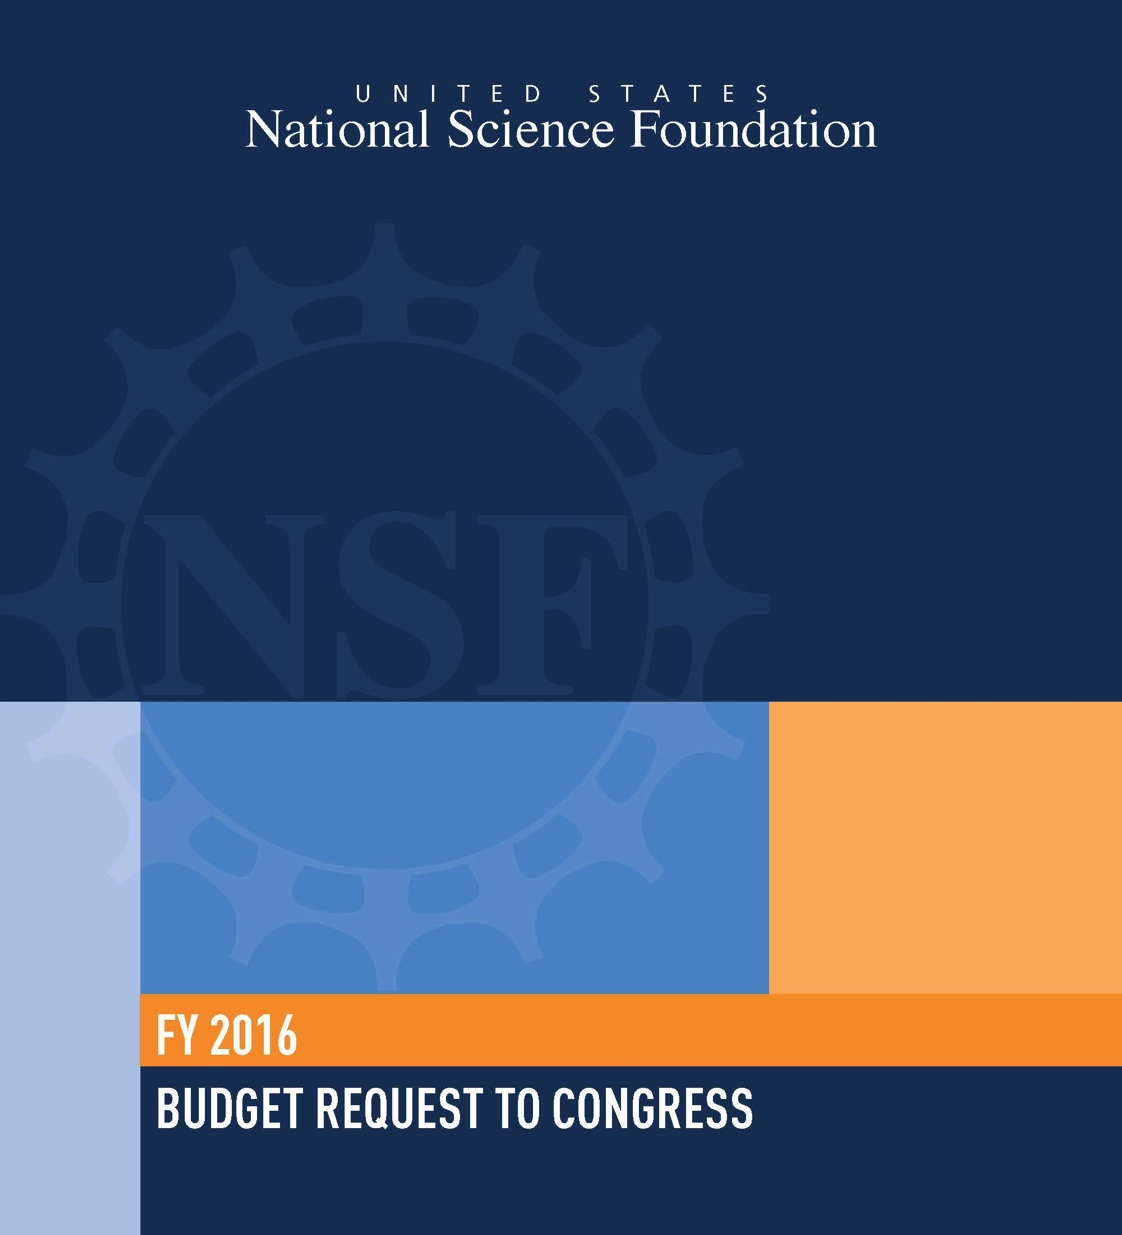 UNITED STATES
National Science Foundation
NSF
FY 2016
BUDGET REQUEST TO CONGRESS